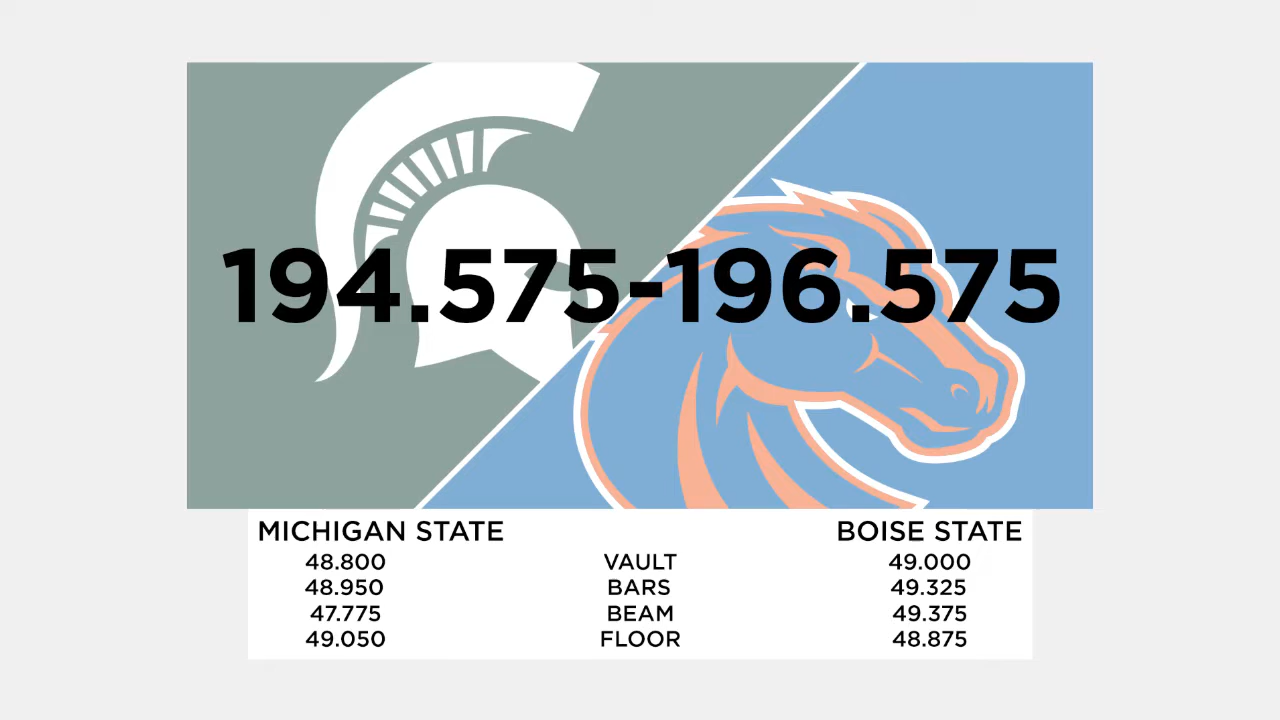 194.575-196.575
MICHIGAN STATE BOISE STATE
48.800 VAULT 49.000
48.950 BARS 49.325
47.775 BEAM 49.375
49.050 FLOOR 48.875